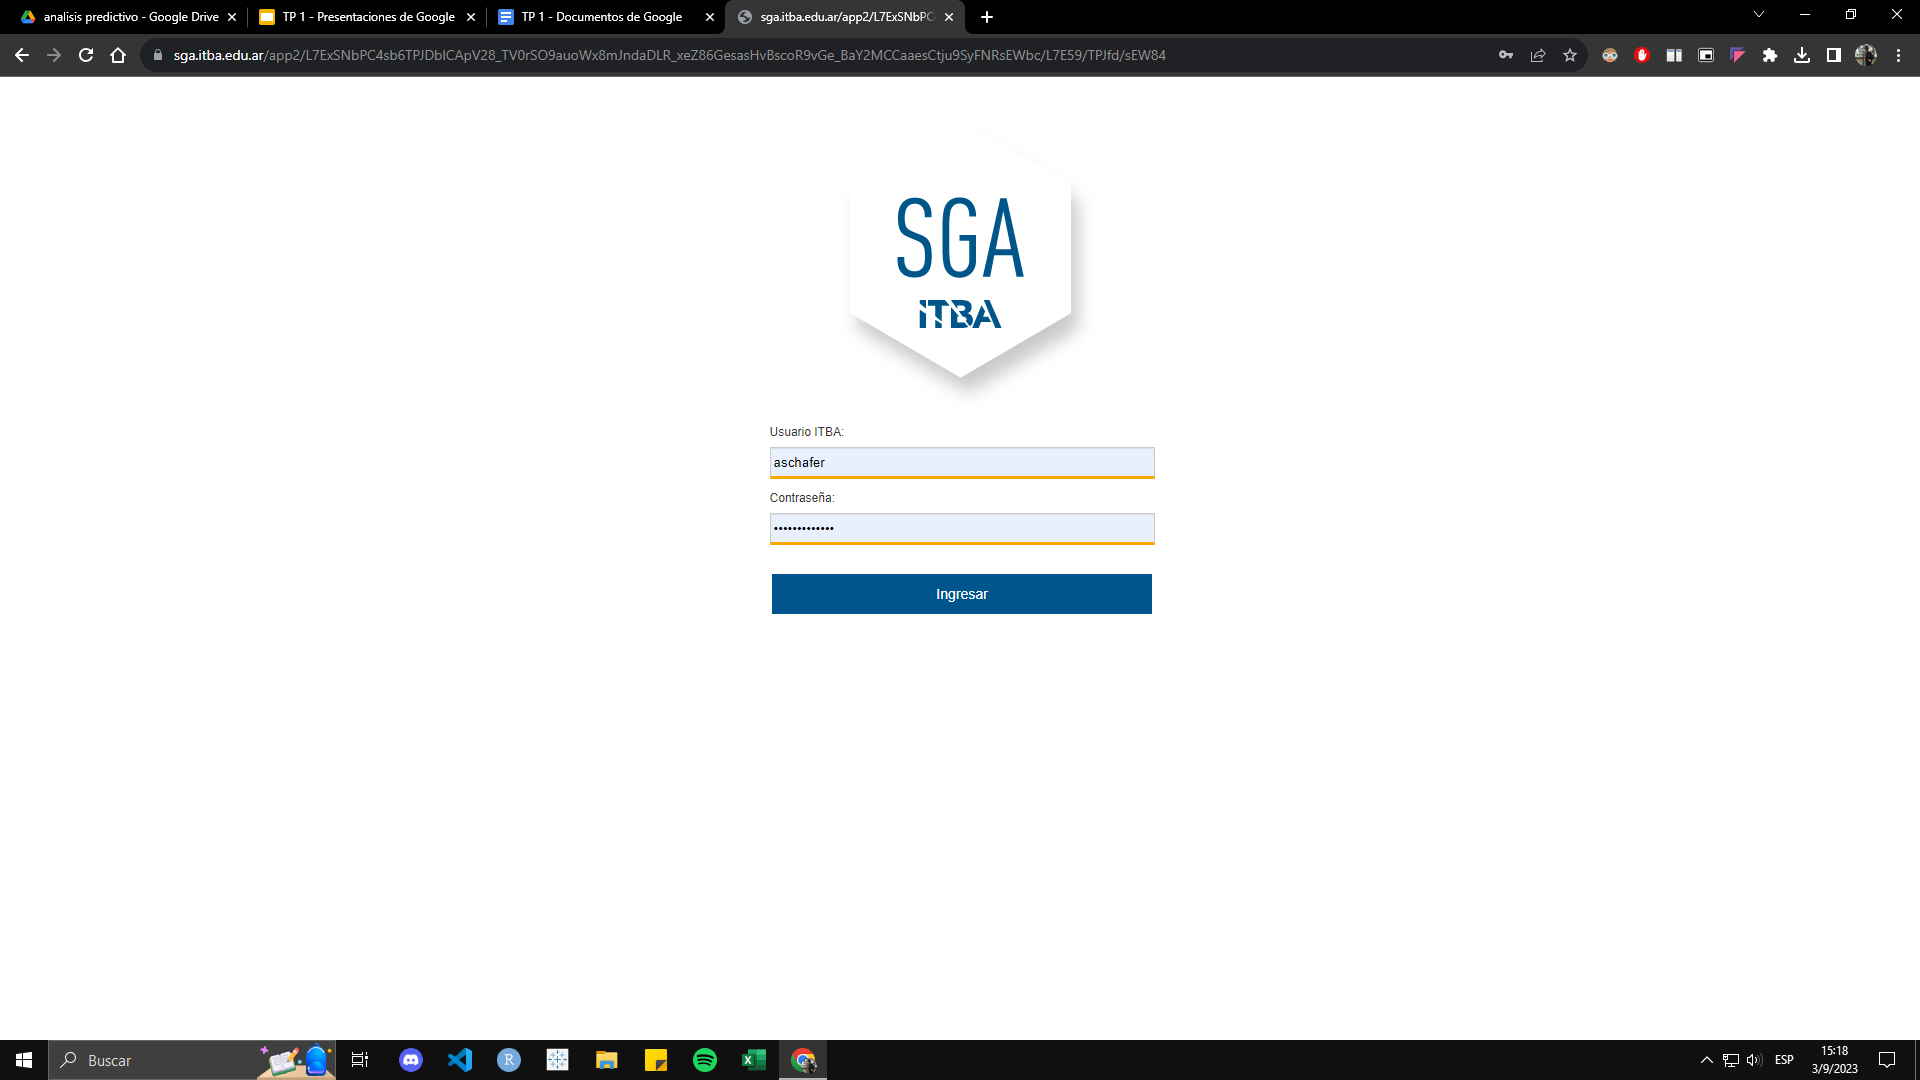 analisis predictivo - Google Drive
TP 1 - Presentaciones de Google
TP 1 - Documentos de Google
sga.itba.edu.ar/app2/L7ExSNbPC
sga.itba.edu.ar/app2/L7ExSNbPC4sb6TPJDblCApV28_TV0rSO9auoWx8mJndaDLR_xeZ86GesasHvBscoR9vGe_BaY2MCCaaesCtju9SyFNRsEWbc/L7E59/TPJfd/sEW84
SGA
ITBA
Usuario ITBA:
aschafer
Contraseña:
•••••••••••••
Ingresar
Buscar
ESP
15:18
3/9/2023